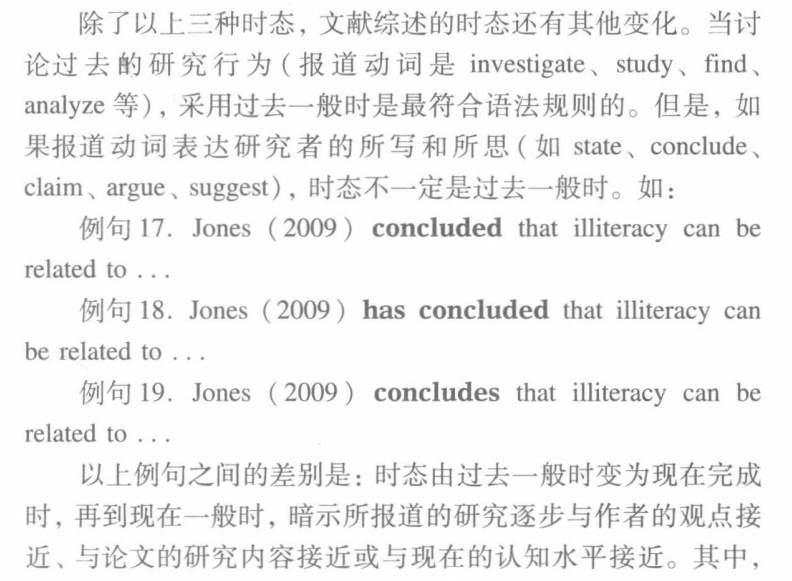 除了以上三种时态，文献综述的时态还有其他变化。当讨
论过去的研究行为（报道动词是 investigate、study、find、
analyze 等），采用过去一般时是最符合语法规则的。但是，如
果报道动词表达研究者的所写和所思（如 state、conclude、
claim、argue、suggest），时态不一定是过去一般时。如：
例句 17. Jones (2009) concluded that illiteracy can be
related to ...
例句 18. Jones (2009) has concluded that illiteracy can
be related to ...
例句 19. Jones (2009) concludes that illiteracy can be
related to ...
以上例句之间的差别是：时态由过去一般时变为现在完成
时，再到现在一般时，暗示所报道的研究逐步与作者的观点接
近、与论文的研究内容接近或与现在的认知水平接近。其中，